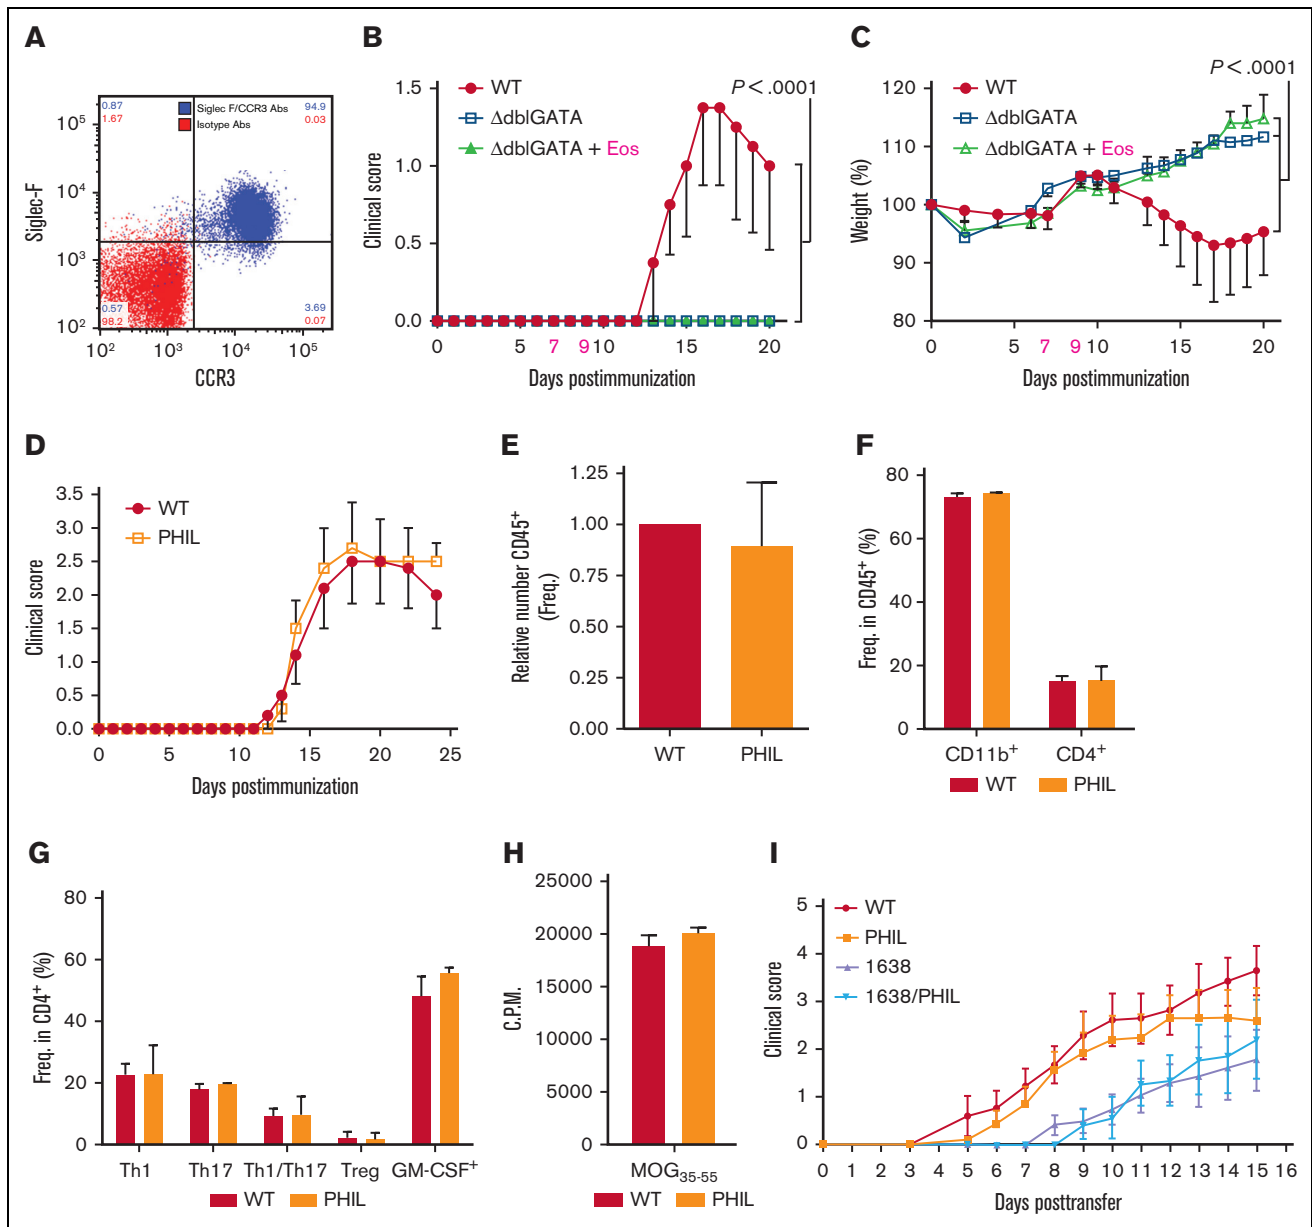 A
0.87
1.67
Siglec F/CCR3 Abs
Isotype Abs
94.9
0.03
0.57
98.2
3.69
0.07
10⁵
10⁴
10³
10²
Siglec-F
10² 10³ 10⁴ 10⁵
CCR3
B
WT
ΔdblGATA
ΔdblGATA + Eos
P < .0001
1.5
1.0
0.5
0.0
Clinical score
0 5 7 9 10 15 20
Days postimmunization
C
P < .0001
WT
ΔdblGATA
ΔdblGATA + Eos
120
110
100
90
80
Weight (%)
0 5 7 9 10 15 20
Days postimmunization
D
WT
PHIL
3.5
3.0
2.5
2.0
1.5
1.0
0.5
0.0
Clinical score
0 5 10 15 20 25
Days postimmunization
E
1.25
1.00
0.75
0.50
0.25
0.00
Relative number CD45⁺
(Freq.)
WT PHIL
F
80
60
40
20
0
Freq. in CD45⁺ (%)
CD11b⁺ CD4⁺
WT PHIL
G
80
60
40
20
0
Freq. in CD4⁺ (%)
Th1 Th17 Th1/Th17 Treg GM-CSF⁺
WT PHIL
H
25000
20000
15000
10000
5000
0
C.P.M.
MOG₃₅₋₅₅
WT PHIL
I
WT
PHIL
1638
1638/PHIL
5
4
3
2
1
0
Clinical score
0 1 2 3 4 5 6 7 8 9 10 11 12 13 14 15 16
Days posttransfer